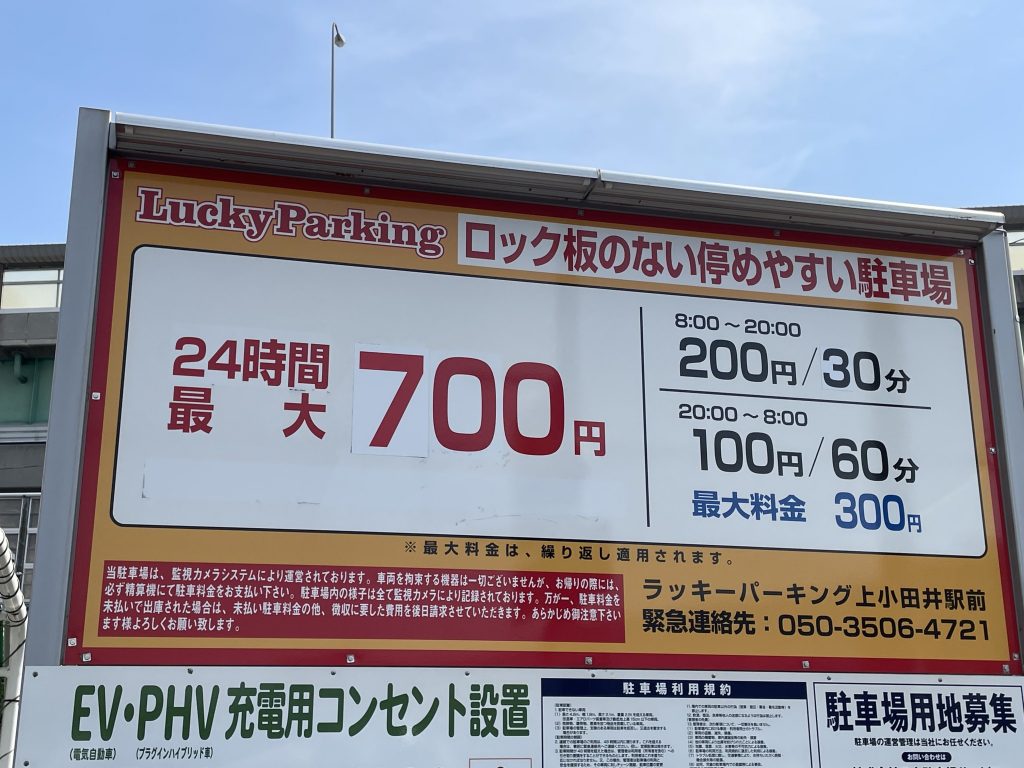 Lucky Parking
ロック板のない停めやすい駐車場
24時間
最大
700円
8:00～20:00
200円/30分
20:00～8:00
100円/60分
最大料金 300円
※最大料金は、繰り返し適用されます。
当駐車場は、監視カメラシステムにより運営されております。車両を拘束する機器は一切ございませんが、お帰りの際には、
必ず精算機にて駐車料金をお支払い下さい。駐車場内の様子は全て監視カメラにより記録されております。万が一、駐車料金を
未払いで出庫された場合は、未払い駐車料金の他、徴収に要した費用を後日請求させていただきます。あらかじめ御注意下さい
ます様よろしくお願い致します。
ラッキーパーキング上小田井駅前
緊急連絡先：050-3506-4721
EV・PHV充電用コンセント設置
(電気自動車) (プラグインハイブリッド車)
駐車場利用規約
駐車場用地募集
駐車場の運営管理は当社にお任せください。
お問い合わせは